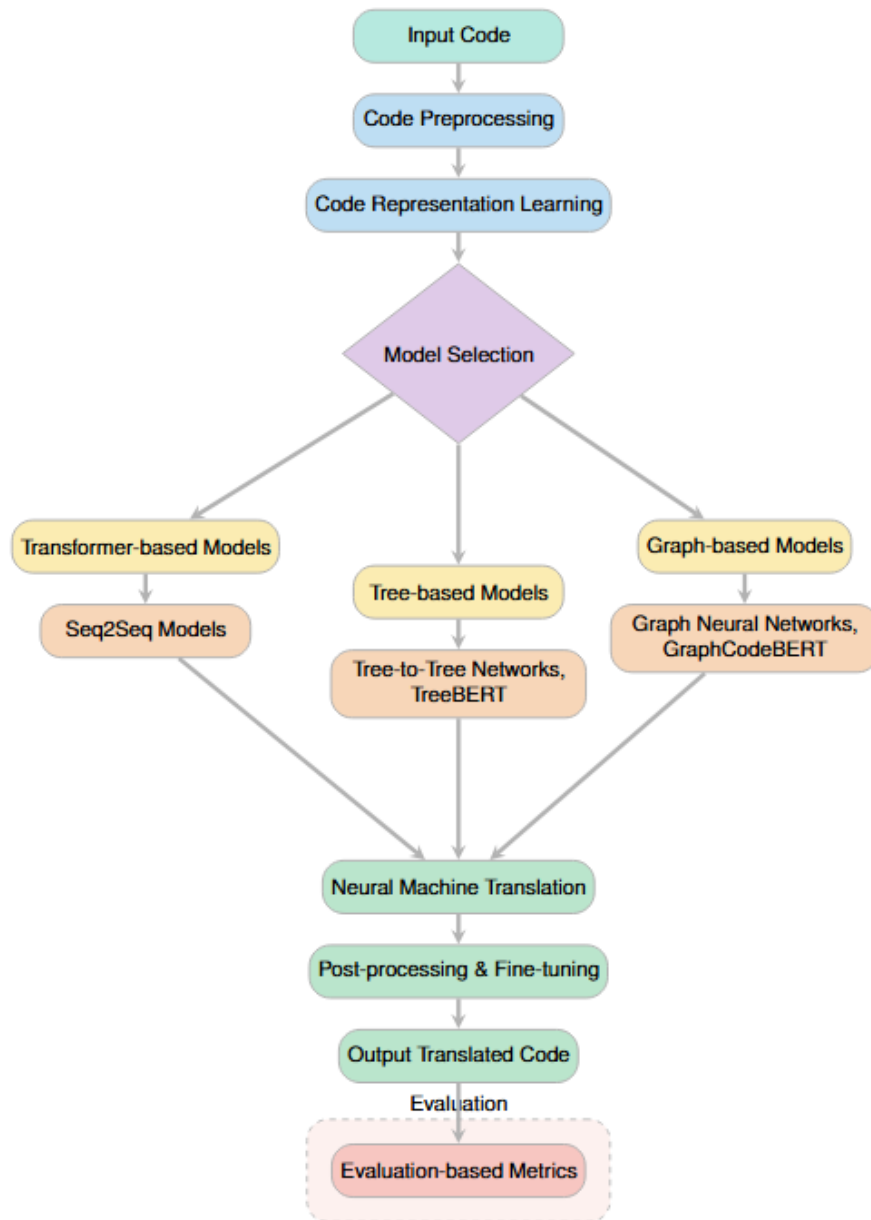 Input Code
Code Preprocessing
Code Representation Learning
Model Selection
Transformer-based Models
Graph-based Models
Tree-based Models
Seq2Seq Models
Graph Neural Networks,
GraphCodeBERT
Tree-to-Tree Networks,
TreeBERT
Neural Machine Translation
Post-processing & Fine-tuning
Output Translated Code
Evaluation
Evaluation-based Metrics